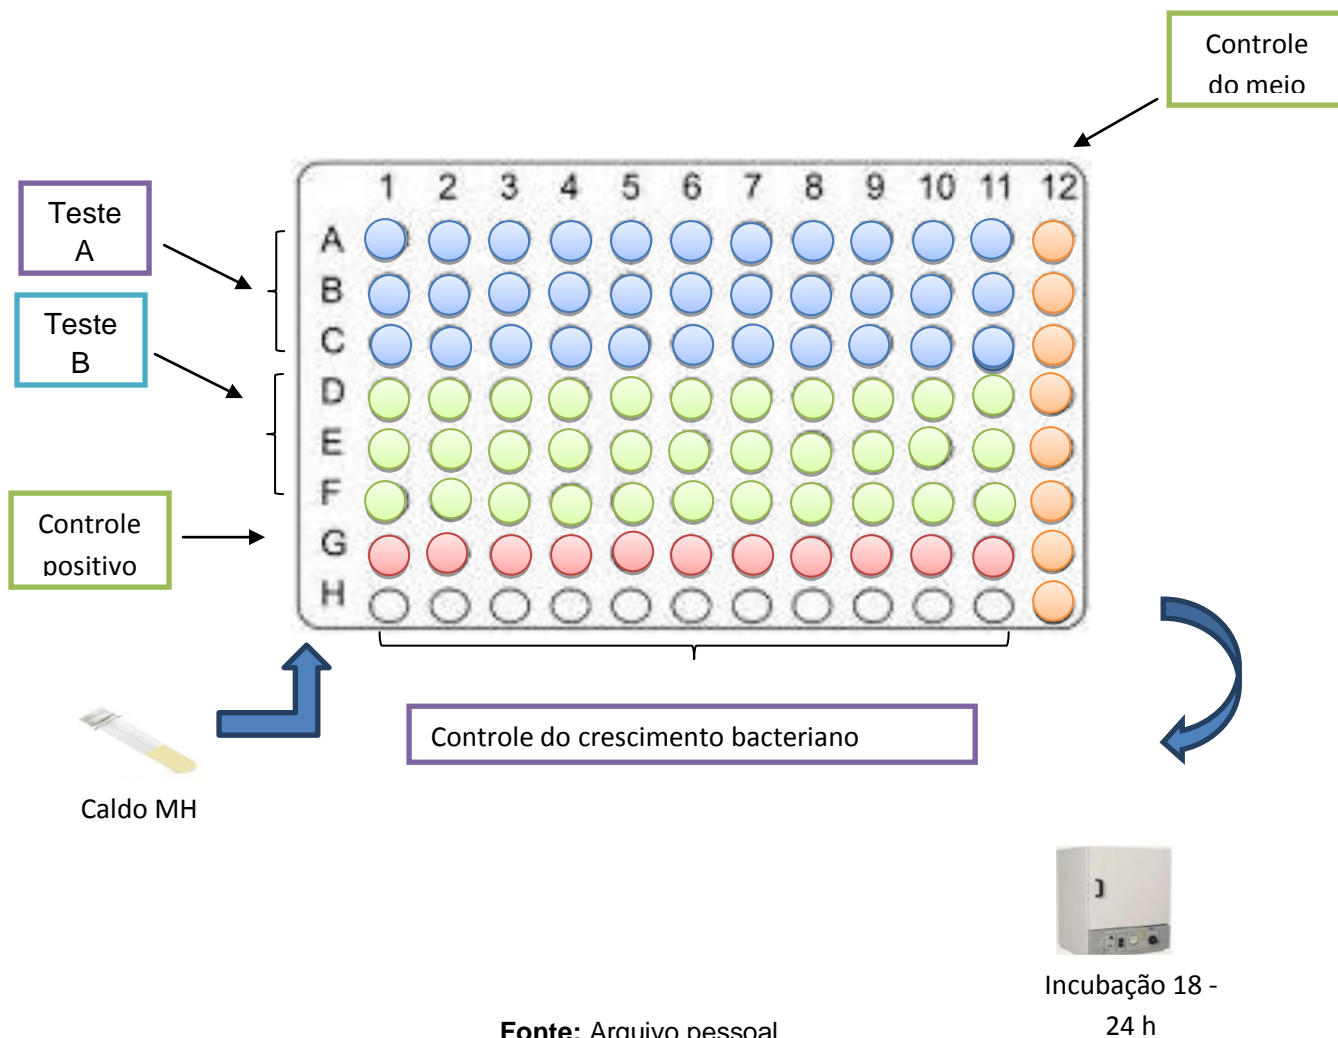 Controle
do meio
Teste
A
Teste
B
Controle
positivo
1 2 3 4 5 6 7 8 9 10 11 12
A
B
C
D
E
F
G
H
Controle do crescimento bacteriano
Caldo MH
Incubação 18 -
24 h
Fonte: Arquivo pessoal